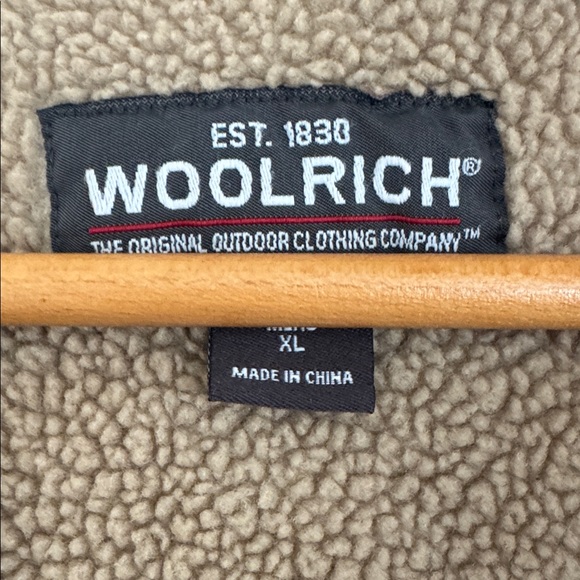 EST. 1830
WOOLRICH®
THE ORIGINAL OUTDOOR CLOTHING COMPANY™
XL
MADE IN CHINA